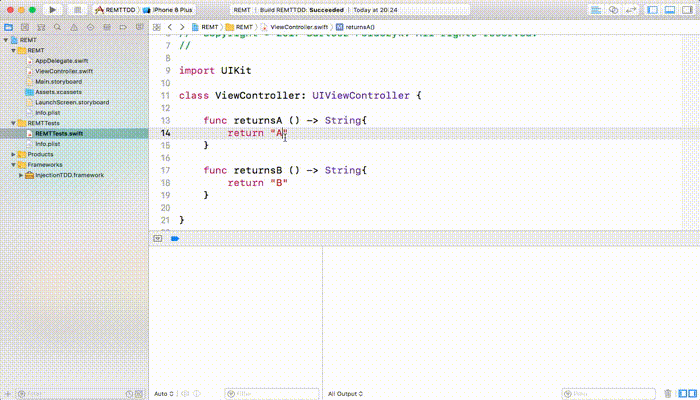 REMTTDD
iPhone 8 Plus
REMT | Build REMTTDD: Succeeded | Today at 20:24
REMT
REMT
AppDelegate.swift
ViewController.swift
Main.storyboard
Assets.xcassets
LaunchScreen.storyboard
Info.plist
REMTTests
REMTTests.swift
Info.plist
Products
Frameworks
InjectionTDD.framework
Filter
REMT
REMT
ViewController.swift
M
returnsA()
7 //
8
9 import UIKit
10
11 class ViewController: UIViewController {
12
13 func returnsA () -> String{
14 return "A"
15 }
16
17 func returnsB () -> String{
18 return "B"
19 }
20
21 }
Auto
Filter
All Output
Filter